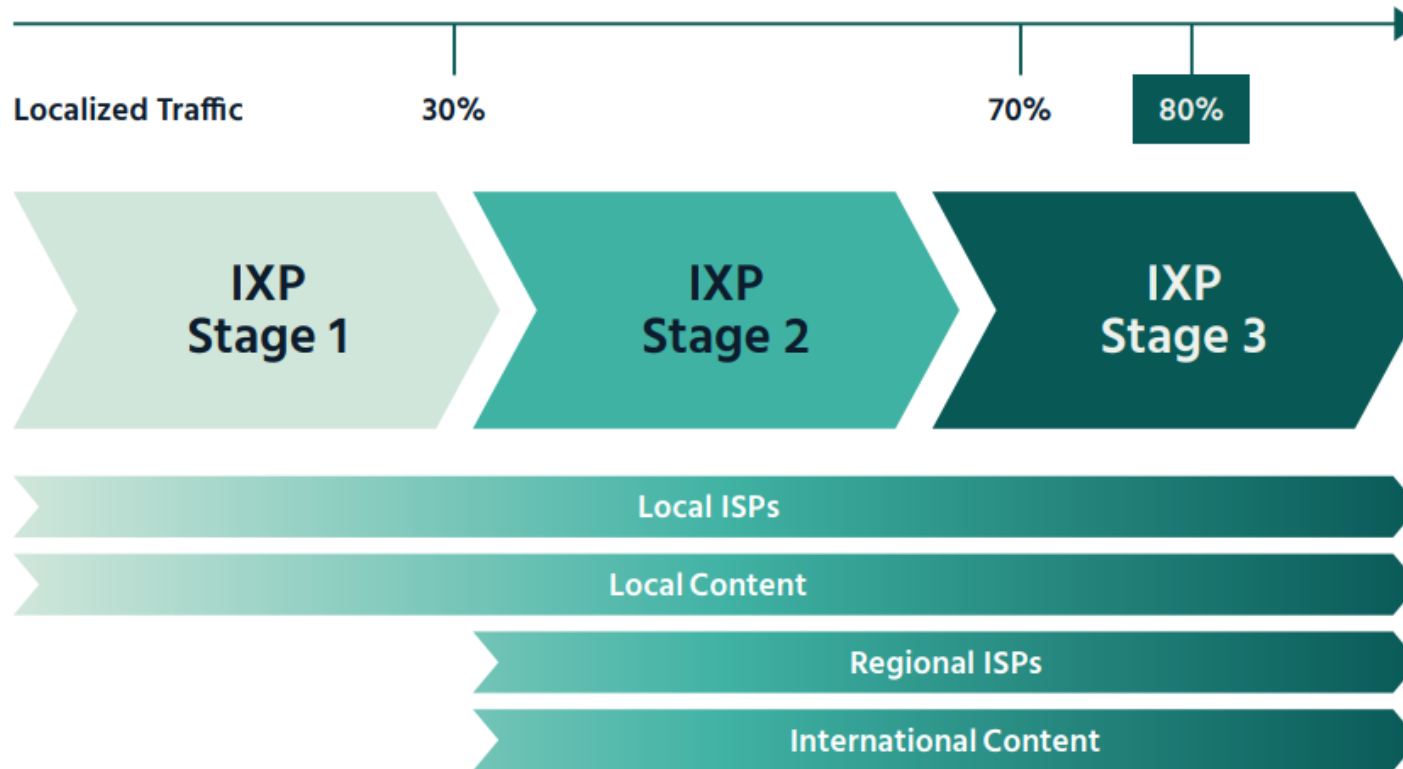 Localized Traffic 30% 70% 80%
IXP
Stage 1
IXP
Stage 2
IXP
Stage 3
Local ISPs
Local Content
Regional ISPs
International Content